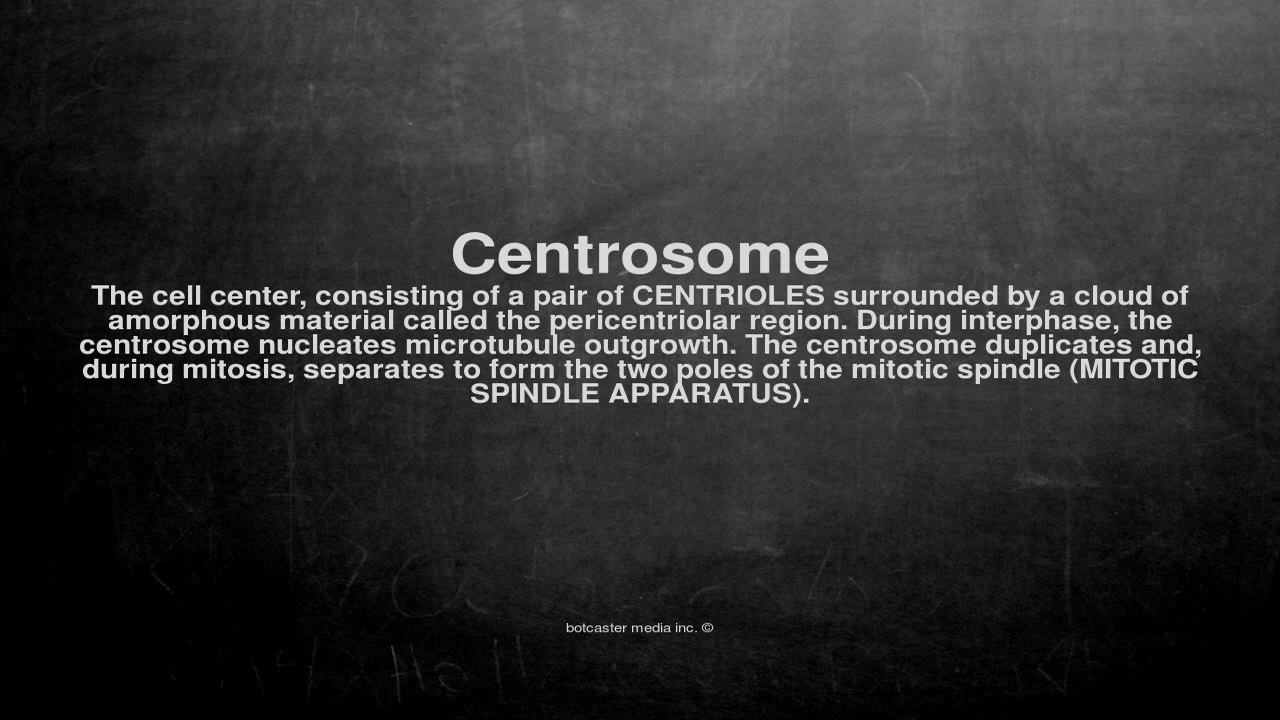 Centrosome
The cell center, consisting of a pair of CENTRIOLES surrounded by a cloud of
amorphous material called the pericentriolar region. During interphase, the
centrosome nucleates microtubule outgrowth. The centrosome duplicates and,
during mitosis, separates to form the two poles of the mitotic spindle (MITOTIC
SPINDLE APPARATUS).
botcaster media inc. ©